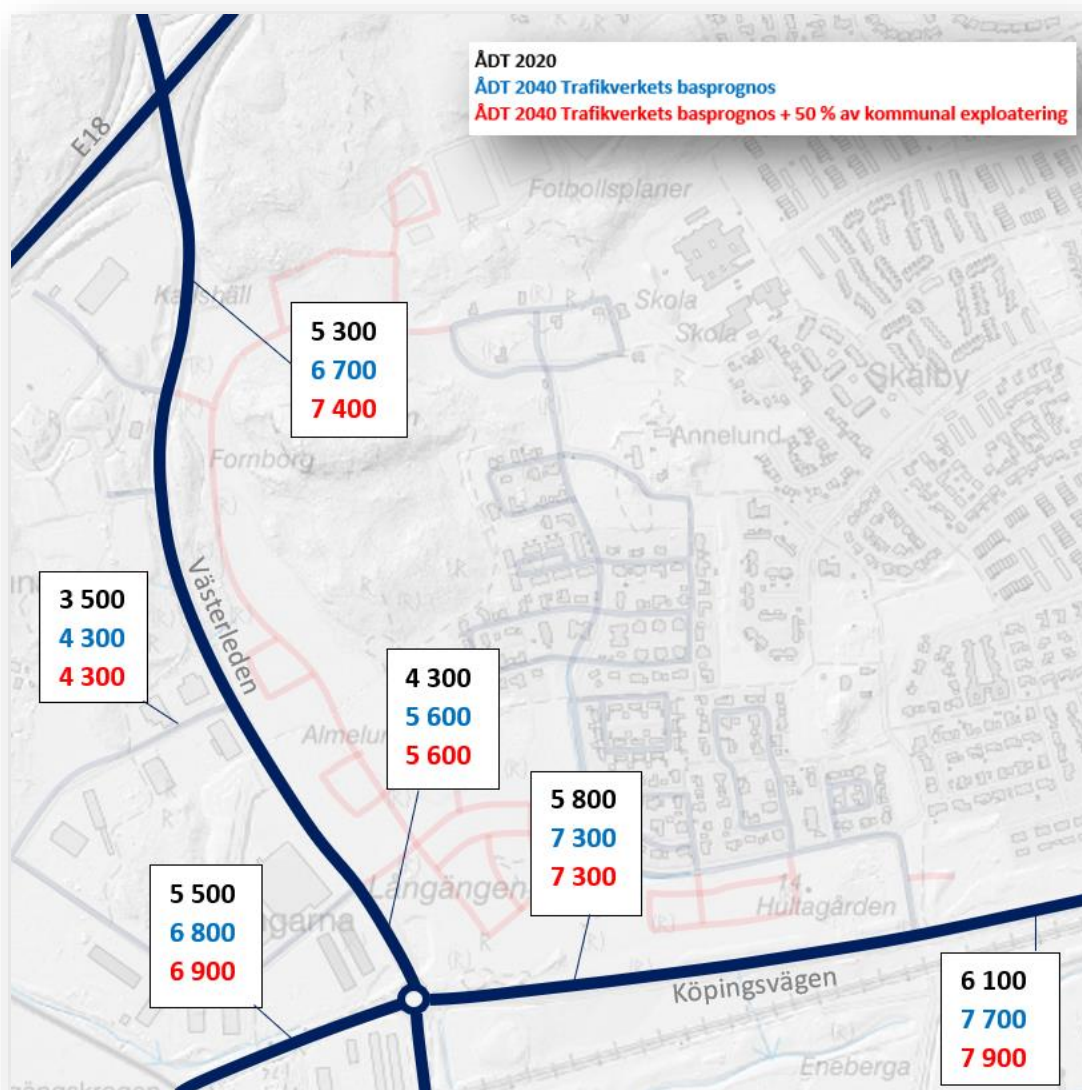 ÅDT 2020
ÅDT 2040 Trafikverkets basprognos
ÅDT 2040 Trafikverkets basprognos + 50 % av kommunal exploatering
E18
Fotbollsplaner
5 300
6 700
7 400
Skola
Skola
Skälby
Annelund
Fornborg
Västerleden
3 500
4 300
4 300
4 300
5 600
5 600
5 800
7 300
7 300
Långängen
14.
Hultagården
5 500
6 800
6 900
Köpingsvägen
6 100
7 700
7 900
Eneberga